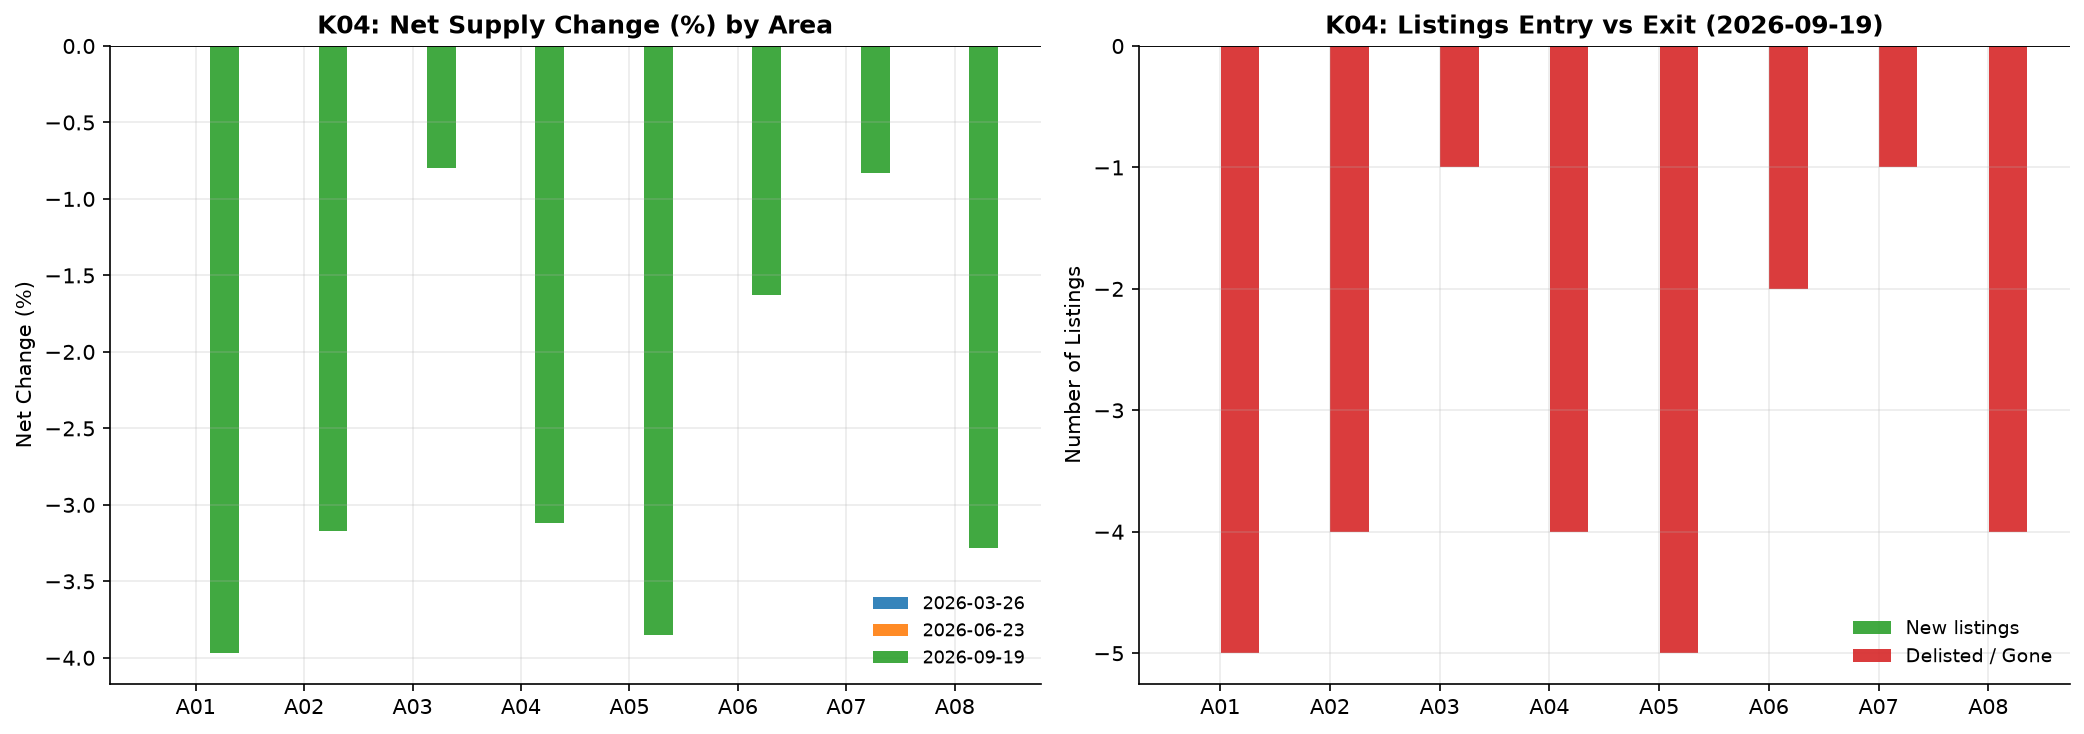 K04: Net Supply Change (%) by Area
Net Change (%)
0.0
−0.5
−1.0
−1.5
−2.0
−2.5
−3.0
−3.5
−4.0
A01 A02 A03 A04 A05 A06 A07 A08
2026-03-26
2026-06-23
2026-09-19
K04: Listings Entry vs Exit (2026-09-19)
Number of Listings
0
−1
−2
−3
−4
−5
A01 A02 A03 A04 A05 A06 A07 A08
New listings
Delisted / Gone